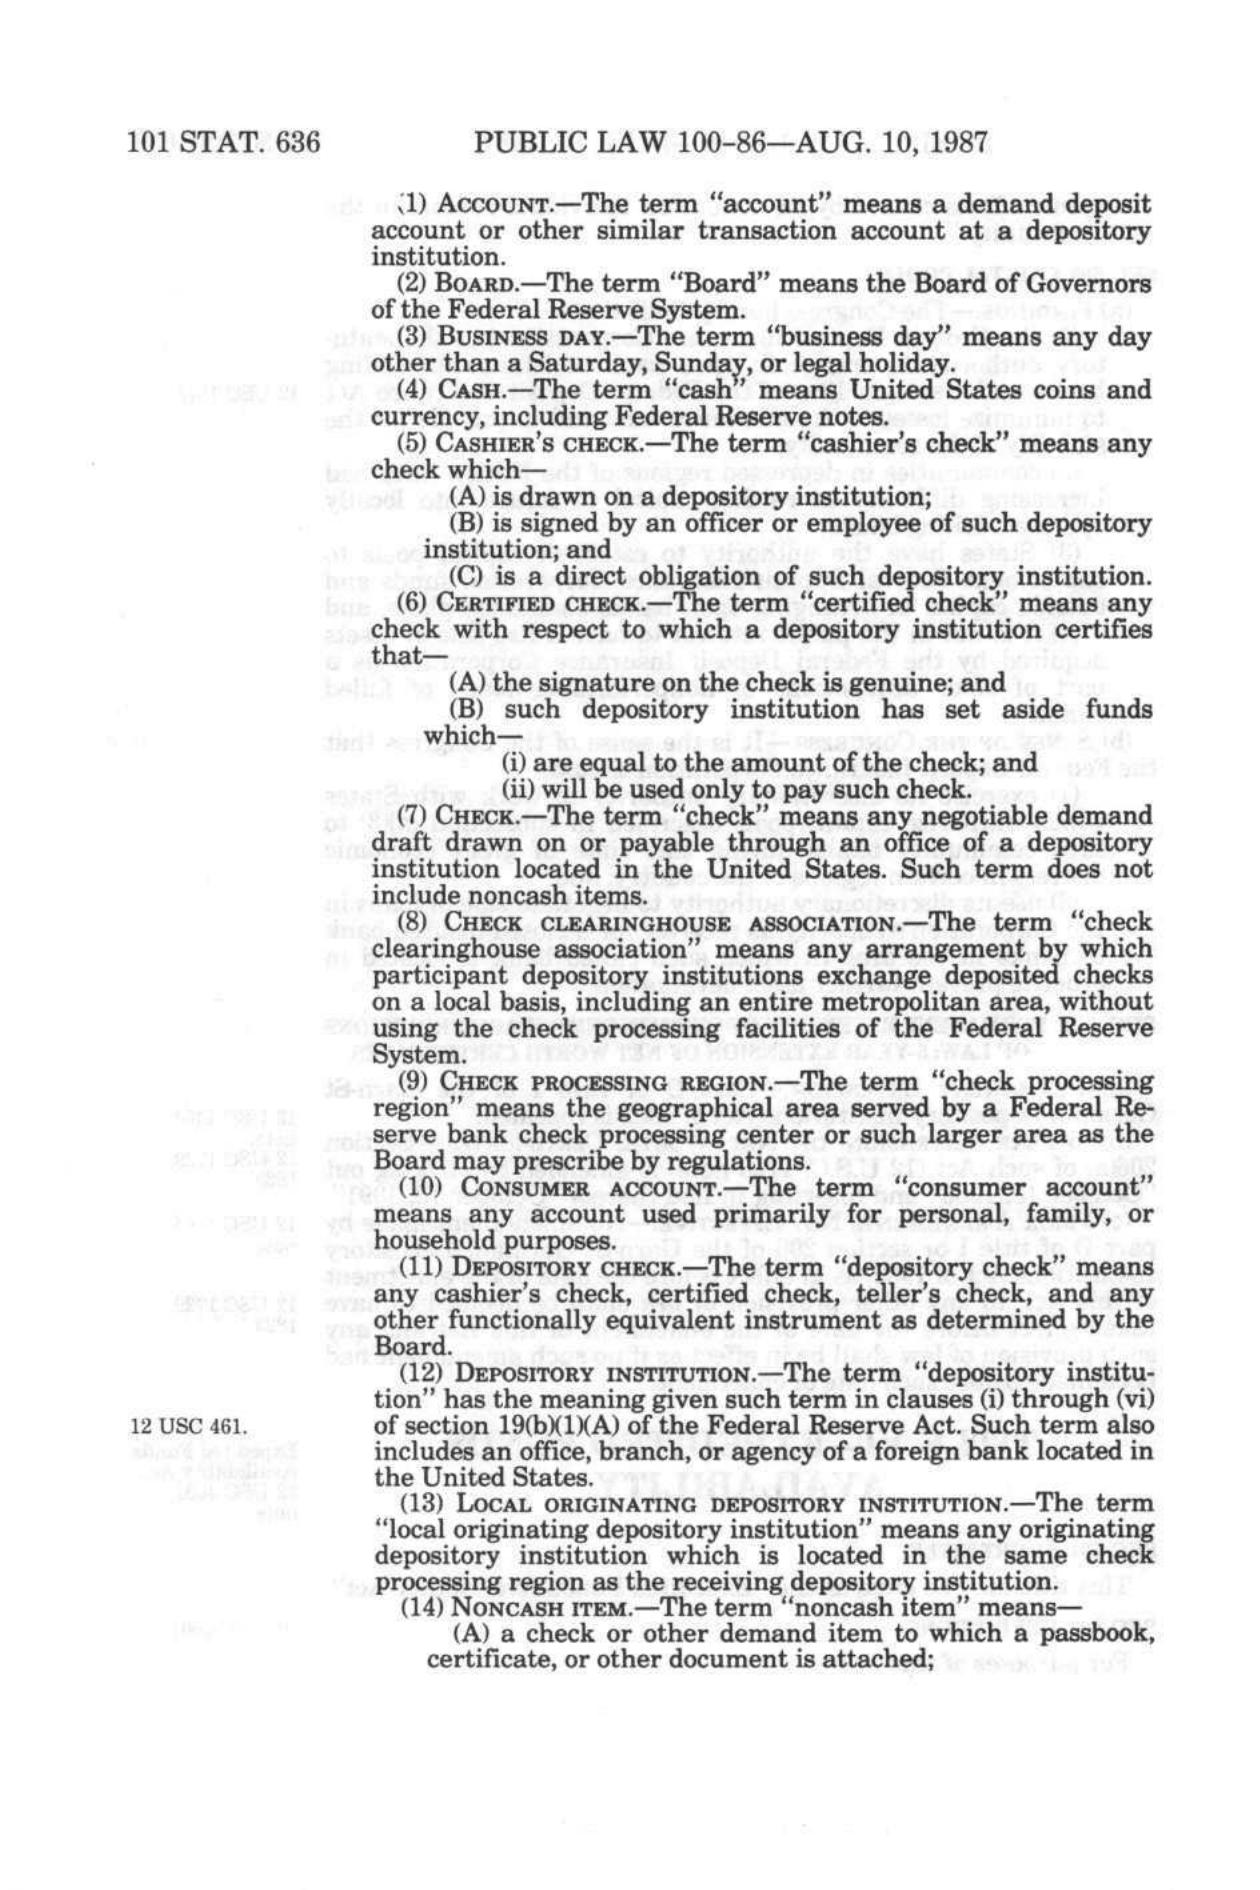 101 STAT. 636
PUBLIC LAW 100-86—AUG. 10, 1987
(1) ACCOUNT.—The term "account" means a demand deposit
account or other similar transaction account at a depository
institution.
(2) BOARD.—The term "Board" means the Board of Governors
of the Federal Reserve System.
(3) BUSINESS DAY.—The term "business day" means any day
other than a Saturday, Sunday, or legal holiday.
(4) CASH.—The term "cash" means United States coins and
currency, including Federal Reserve notes.
(5) CASHIER'S CHECK.—The term "cashier's check" means any
check which—
(A) is drawn on a depository institution;
(B) is signed by an officer or employee of such depository
institution; and
(C) is a direct obligation of such depository institution.
(6) CERTIFIED CHECK.—The term "certified check" means any
check with respect to which a depository institution certifies
that—
(A) the signature on the check is genuine; and
(B) such depository institution has set aside funds
which—
(i) are equal to the amount of the check; and
(ii) will be used only to pay such check.
(7) CHECK.—The term "check" means any negotiable demand
draft drawn on or payable through an office of a depository
institution located in the United States. Such term does not
include noncash items.
(8) CHECK CLEARINGHOUSE ASSOCIATION.—The term "check
clearinghouse association" means any arrangement by which
participant depository institutions exchange deposited checks
on a local basis, including an entire metropolitan area, without
using the check processing facilities of the Federal Reserve
System.
(9) CHECK PROCESSING REGION.—The term "check processing
region" means the geographical area served by a Federal Re-
serve bank check processing center or such larger area as the
Board may prescribe by regulations.
(10) CONSUMER ACCOUNT.—The term "consumer account"
means any account used primarily for personal, family, or
household purposes.
(11) DEPOSITORY CHECK.—The term "depository check" means
any cashier's check, certified check, teller's check, and any
other functionally equivalent instrument as determined by the
Board.
(12) DEPOSITORY INSTITUTION.—The term "depository institu-
tion" has the meaning given such term in clauses (i) through (vi)
12 USC 461.
of section 19(b)(1)(A) of the Federal Reserve Act. Such term also
includes an office, branch, or agency of a foreign bank located in
the United States.
(13) LOCAL ORIGINATING DEPOSITORY INSTITUTION.—The term
"local originating depository institution" means any originating
depository institution which is located in the same check
processing region as the receiving depository institution.
(14) NONCASH ITEM.—The term "noncash item" means—
(A) a check or other demand item to which a passbook,
certificate, or other document is attached;